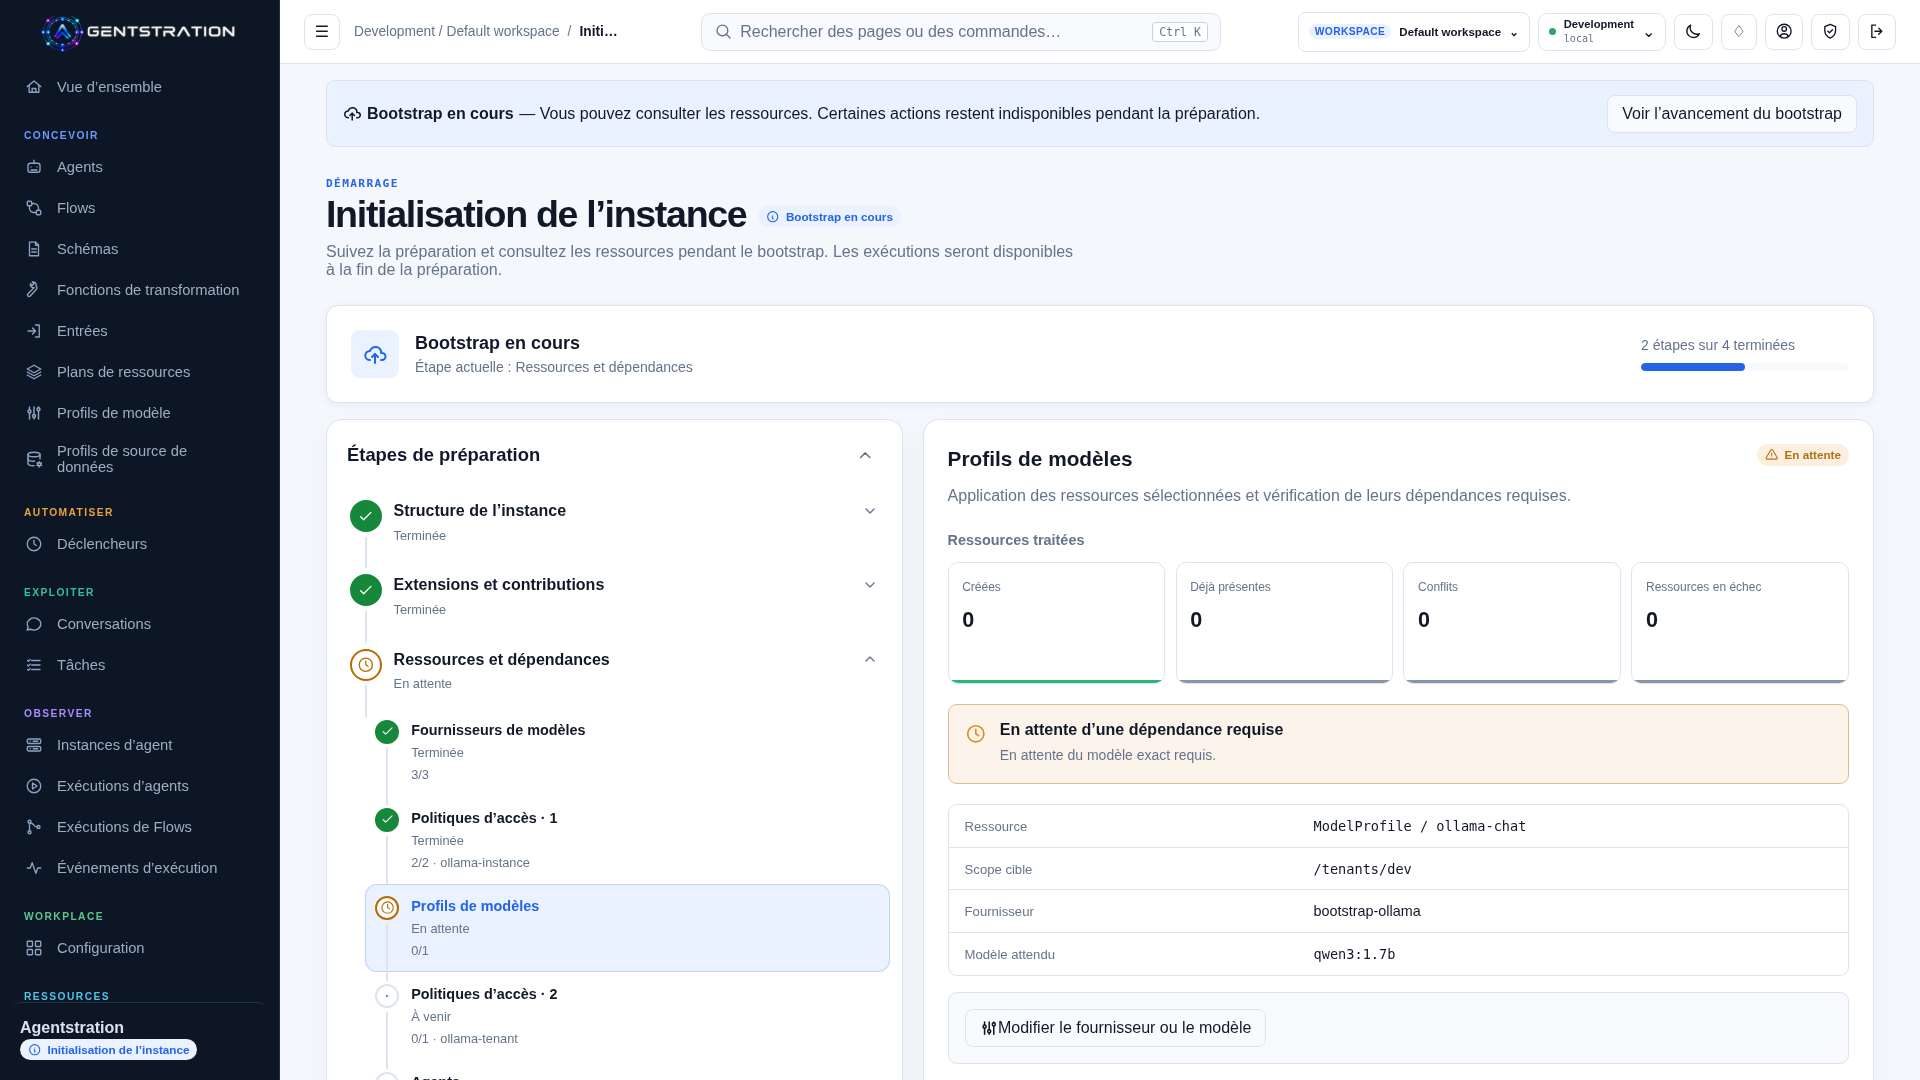 GENTSTRATION
Vue d’ensemble
CONCEVOIR
Agents
Flows
Schémas
Fonctions de transformation
Entrées
Plans de ressources
Profils de modèle
Profils de source de
données
AUTOMATISER
Déclencheurs
EXPLOITER
Conversations
Tâches
OBSERVER
Instances d’agent
Exécutions d’agents
Exécutions de Flows
Événements d’exécution
WORKPLACE
Configuration
RESSOURCES
Agentstration
Initialisation de l’instance
Development / Default workspace / Initi…
Rechercher des pages ou des commandes… Ctrl K
WORKSPACE Default workspace
Development
local
Bootstrap en cours — Vous pouvez consulter les ressources. Certaines actions restent indisponibles pendant la préparation.
Voir l’avancement du bootstrap
DÉMARRAGE
Initialisation de l’instance Bootstrap en cours
Suivez la préparation et consultez les ressources pendant le bootstrap. Les exécutions seront disponibles
à la fin de la préparation.
Bootstrap en cours
Étape actuelle : Ressources et dépendances
2 étapes sur 4 terminées
Étapes de préparation
Structure de l’instance
Terminée
Extensions et contributions
Terminée
Ressources et dépendances
En attente
Fournisseurs de modèles
Terminée
3/3
Politiques d’accès · 1
Terminée
2/2 · ollama-instance
Profils de modèles
En attente
0/1
Politiques d’accès · 2
À venir
0/1 · ollama-tenant
Agents
Profils de modèles
En attente
Application des ressources sélectionnées et vérification de leurs dépendances requises.
Ressources traitées
Créées
0
Déjà présentes
0
Conflits
0
Ressources en échec
0
En attente d’une dépendance requise
En attente du modèle exact requis.
Ressource ModelProfile / ollama-chat
Scope cible /tenants/dev
Fournisseur bootstrap-ollama
Modèle attendu qwen3:1.7b
Modifier le fournisseur ou le modèle